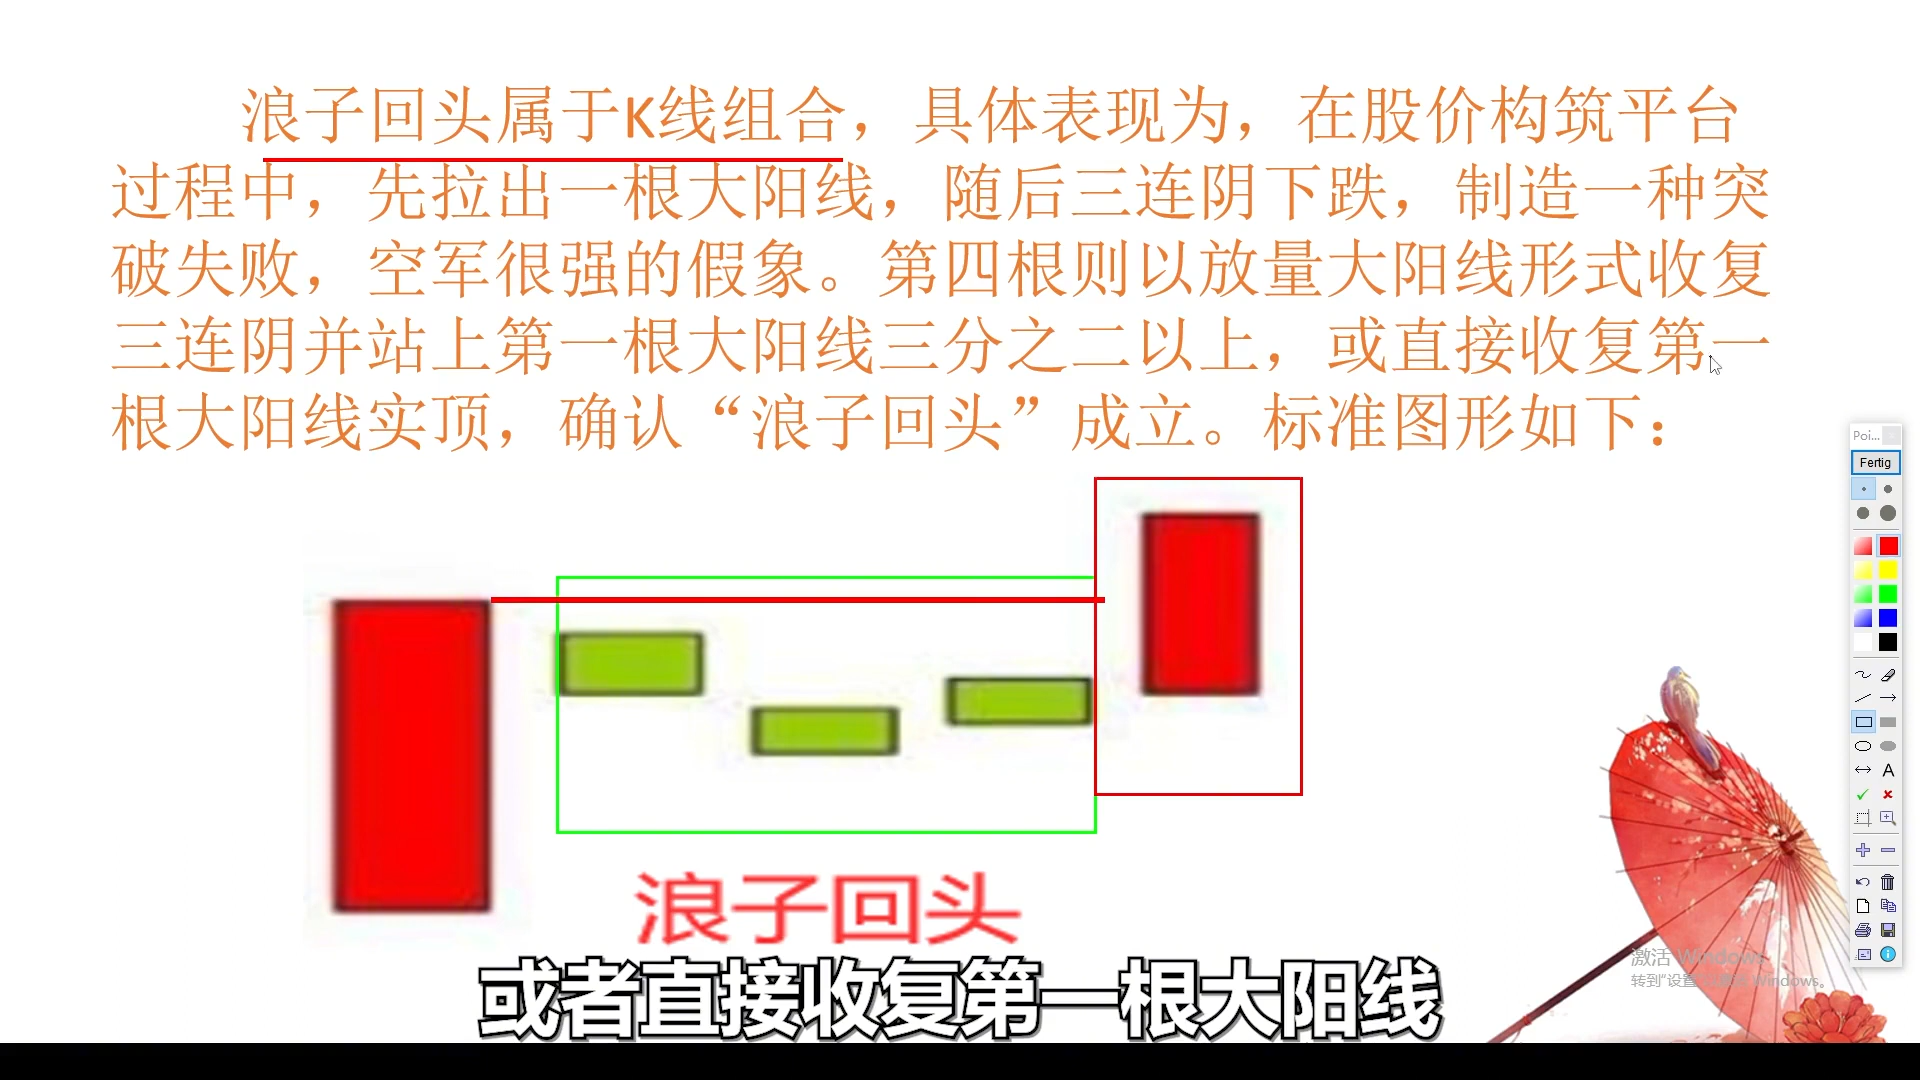 浪子回头属于K线组合，具体表现为，在股价构筑平台
过程中，先拉出一根大阳线，随后三连阴下跌，制造一种突
破失败，空军很强的假象。第四根则以放量大阳线形式收复
三连阴并站上第一根大阳线三分之二以上，或直接收复第一
根大阳线实顶，确认“浪子回头”成立。标准图形如下：
Poi...
Fertig
A
浪子回头
激活 Windows
转到“设置”以激活 Windows。
或者直接收复第一根大阳线